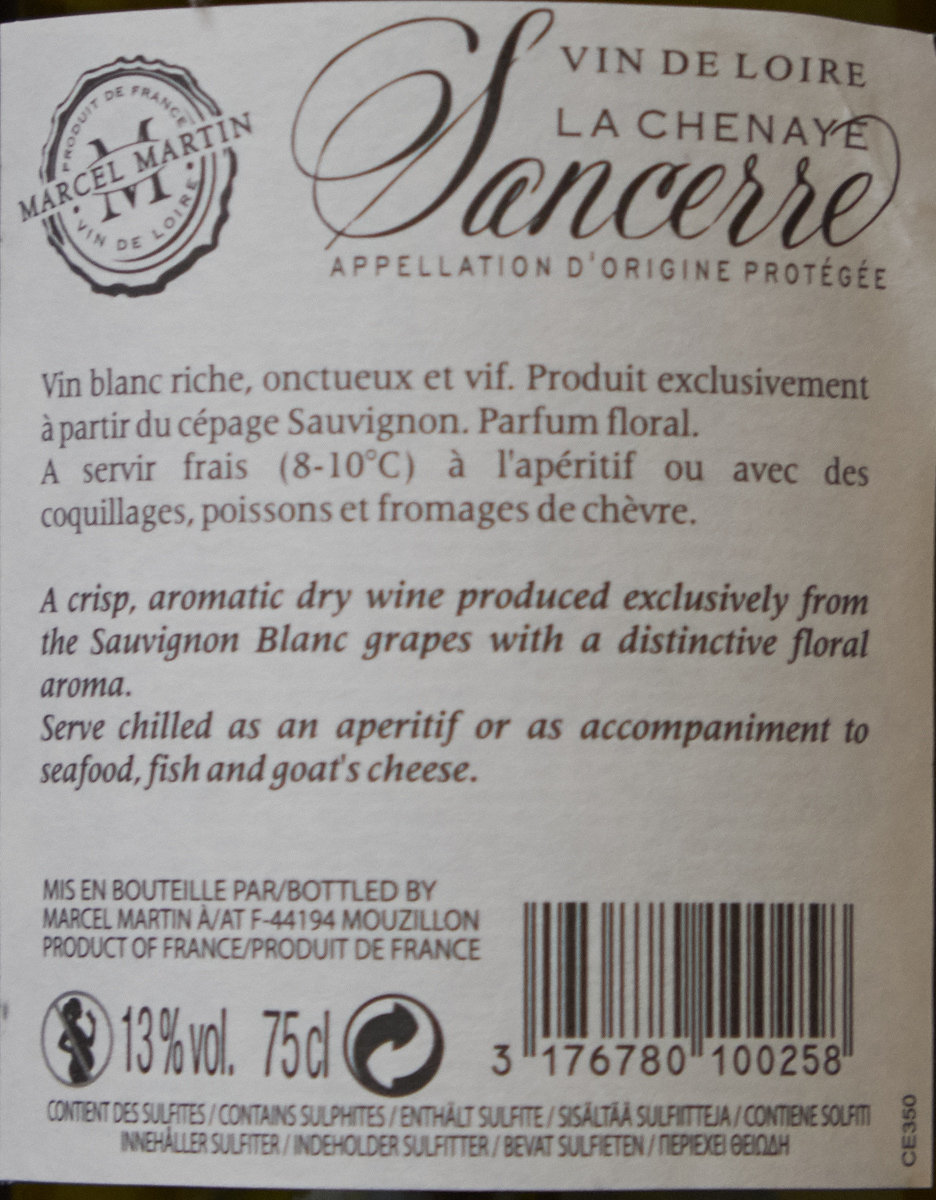 PRODUIT DE FRANCE
M
MARCEL MARTIN
VIN DE LOIRE
VIN DE LOIRE
LA CHENAYE
Sancerre
APPELLATION D'ORIGINE PROTÉGÉE
Vin blanc riche, onctueux et vif. Produit exclusivement
à partir du cépage Sauvignon. Parfum floral.
A servir frais (8-10°C) à l'apéritif ou avec des
coquillages, poissons et fromages de chèvre.
A crisp, aromatic dry wine produced exclusively from
the Sauvignon Blanc grapes with a distinctive floral
aroma.
Serve chilled as an aperitif or as accompaniment to
seafood, fish and goat's cheese.
MIS EN BOUTEILLE PAR/BOTTLED BY
MARCEL MARTIN À/AT F-44194 MOUZILLON
PRODUCT OF FRANCE/PRODUIT DE FRANCE
13%vol. 75cl
3 176780 100258
CONTIENT DES SULFITES / CONTAINS SULPHITES / ENTHÄLT SULFITE / SISÄLTÄÄ SULFIITTEJA / CONTIENE SOLFITI
INNEHÅLLER SULFITER / INDEHOLDER SULFITTER / BEVAT SULFIETEN / ΠΕΡΙΕΧΕΙ ΘΕΙΩΔΗ
CE350